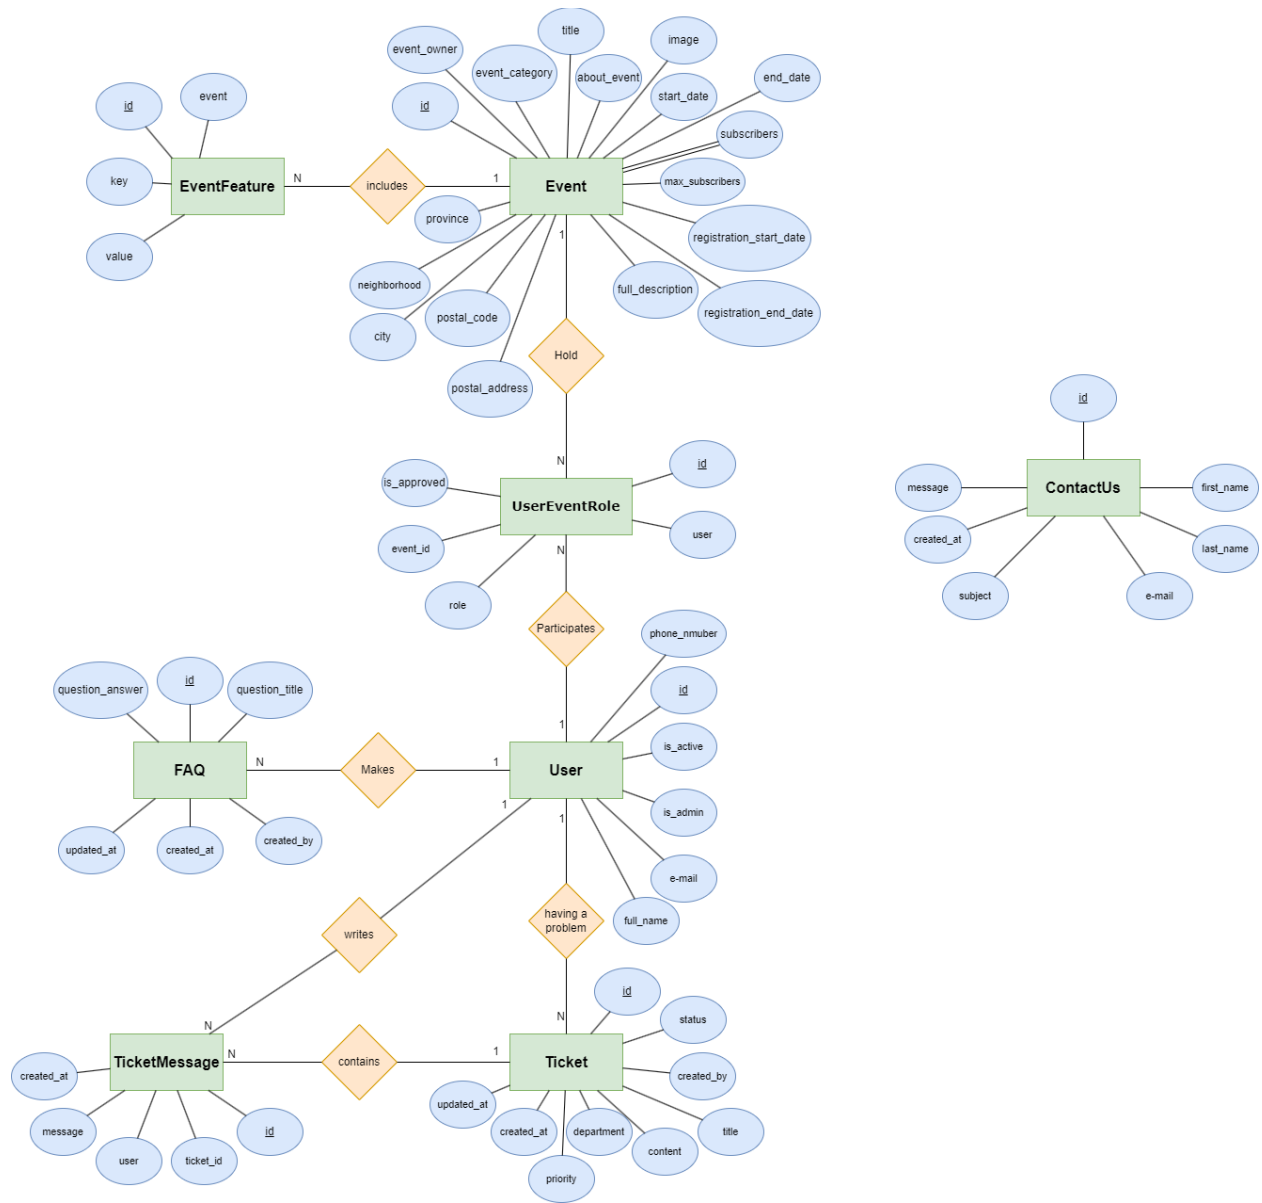 title
image
event_owner
event_category
about_event
end_date
id
event
id
start_date
subscribers
key
EventFeature
N
includes
1
Event
max_subscribers
province
1
registration_start_date
value
neighborhood
full_description
postal_code
registration_end_date
city
Hold
postal_address
id
N
id
is_approved
message
ContactUs
first_name
UserEventRole
event_id
user
created_at
last_name
N
role
subject
e-mail
Participates
phone_nmuber
question_answer
id
question_title
id
1
is_active
FAQ
N
Makes
1
User
1
1
is_admin
updated_at
created_at
created_by
e-mail
writes
having a
problem
full_name
id
N
N
status
TicketMessage
N
contains
1
Ticket
created_at
created_by
updated_at
message
user
ticket_id
id
created_at
department
content
title
priority